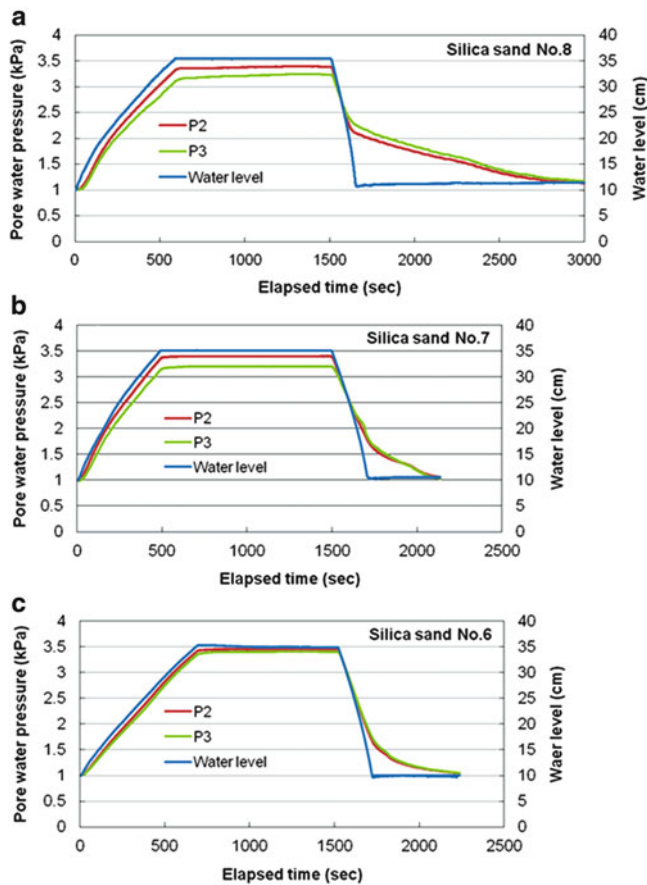 a
Silica sand No.8
4
3.5
3
2.5
2
1.5
1
0.5
0
Pore water pressure (kPa)
40
35
30
25
20
15
10
5
0
Water level (cm)
P2
P3
Water level
0 500 1000 1500 2000 2500 3000
Elapsed time (sec)
b
Silica sand No.7
4
3.5
3
2.5
2
1.5
1
0.5
0
Pore water pressure (kPa)
40
35
30
25
20
15
10
5
0
Water level (cm)
P2
P3
Water level
0 500 1000 1500 2000 2500
Elapsed time (sec)
c
Silica sand No.6
4
3.5
3
2.5
2
1.5
1
0.5
0
Pore water pressure (kPa)
40
35
30
25
20
15
10
5
0
Waer level (cm)
P2
P3
Water level
0 500 1000 1500 2000 2500 3000
Elapsed time (sec)